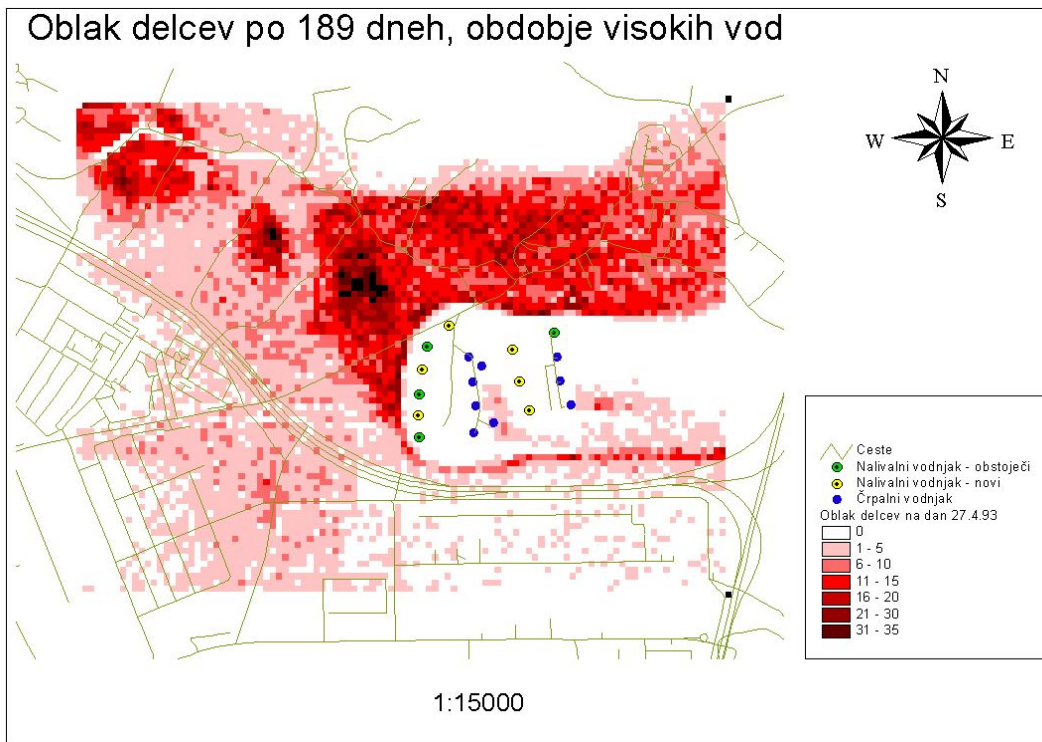 Oblak delcev po 189 dneh, obdobje visokih vod
N
W E
S
Ceste
Nalivalni vodnjak - obstoječi
Nalivalni vodnjak - novi
Črpalni vodnjak
Oblak delcev na dan 27.4.93
0
1 - 5
6 - 10
11 - 15
16 - 20
21 - 30
31 - 35
1:15000